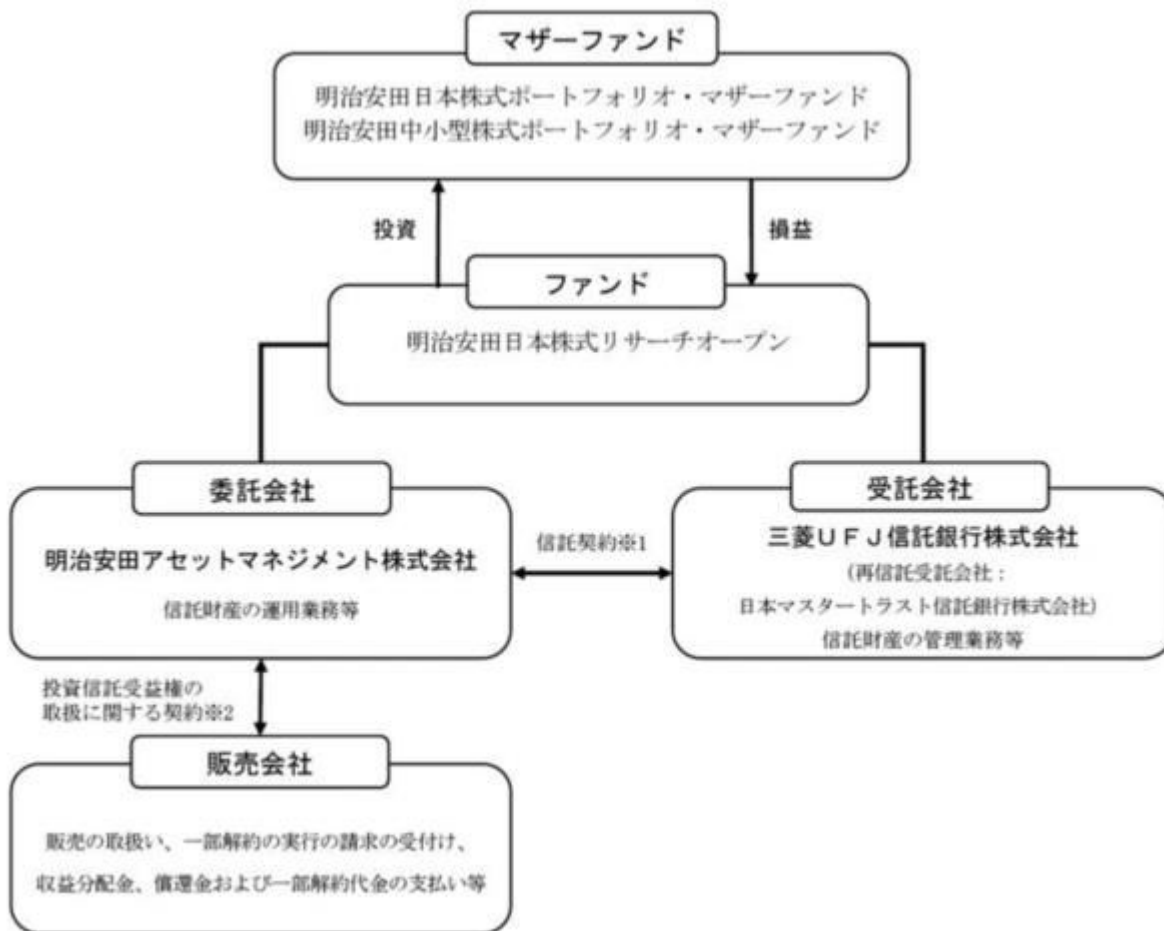 マザーファンド
明治安田日本株式ポートフォリオ・マザーファンド
明治安田中小型株式ポートフォリオ・マザーファンド
投資
損益
ファンド
明治安田日本株式リサーチオープン
委託会社
明治安田アセットマネジメント株式会社
信託財産の運用業務等
信託契約※1
受託会社
三菱ＵＦＪ信託銀行株式会社
（再信託受託会社：
日本マスタートラスト信託銀行株式会社）
信託財産の管理業務等
投資信託受益権の
取扱に関する契約※2
販売会社
販売の取扱い、一部解約の実行の請求の受付け、
収益分配金、償還金および一部解約代金の支払い等